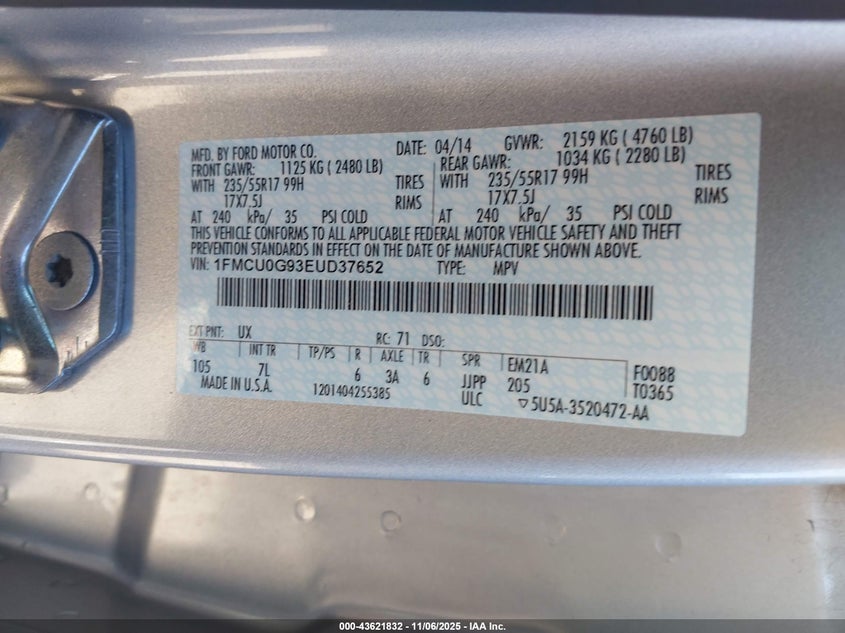 MFD. BY FORD MOTOR CO. DATE: 04/14 GVWR: 2159 KG ( 4760 LB)
FRONT GAWR: 1125 KG ( 2480 LB) REAR GAWR: 1034 KG ( 2280 LB)
WITH 235/55R17 99H TIRES WITH 235/55R17 99H TIRES
17X7.5J RIMS 17X7.5J RIMS
AT 240 kPa/ 35 PSI COLD AT 240 kPa/ 35 PSI COLD
THIS VEHICLE CONFORMS TO ALL APPLICABLE FEDERAL MOTOR VEHICLE SAFETY AND THEFT
PREVENTION STANDARDS IN EFFECT ON THE DATE OF MANUFACTURE SHOWN ABOVE.
VIN: 1FMCU0G93EUD37652 TYPE: MPV
EXT PNT: UX RC: 71 DSO:
WB INT TR TP/PS R AXLE TR SPR EM21A F0088
105 7L 6 3A 6 JJPP 205 T0365
MADE IN U.S.A. 1201404255385 ULC ▽5U5A-3520472-AA
000-43621832 - 11/06/2025 - IAA Inc.